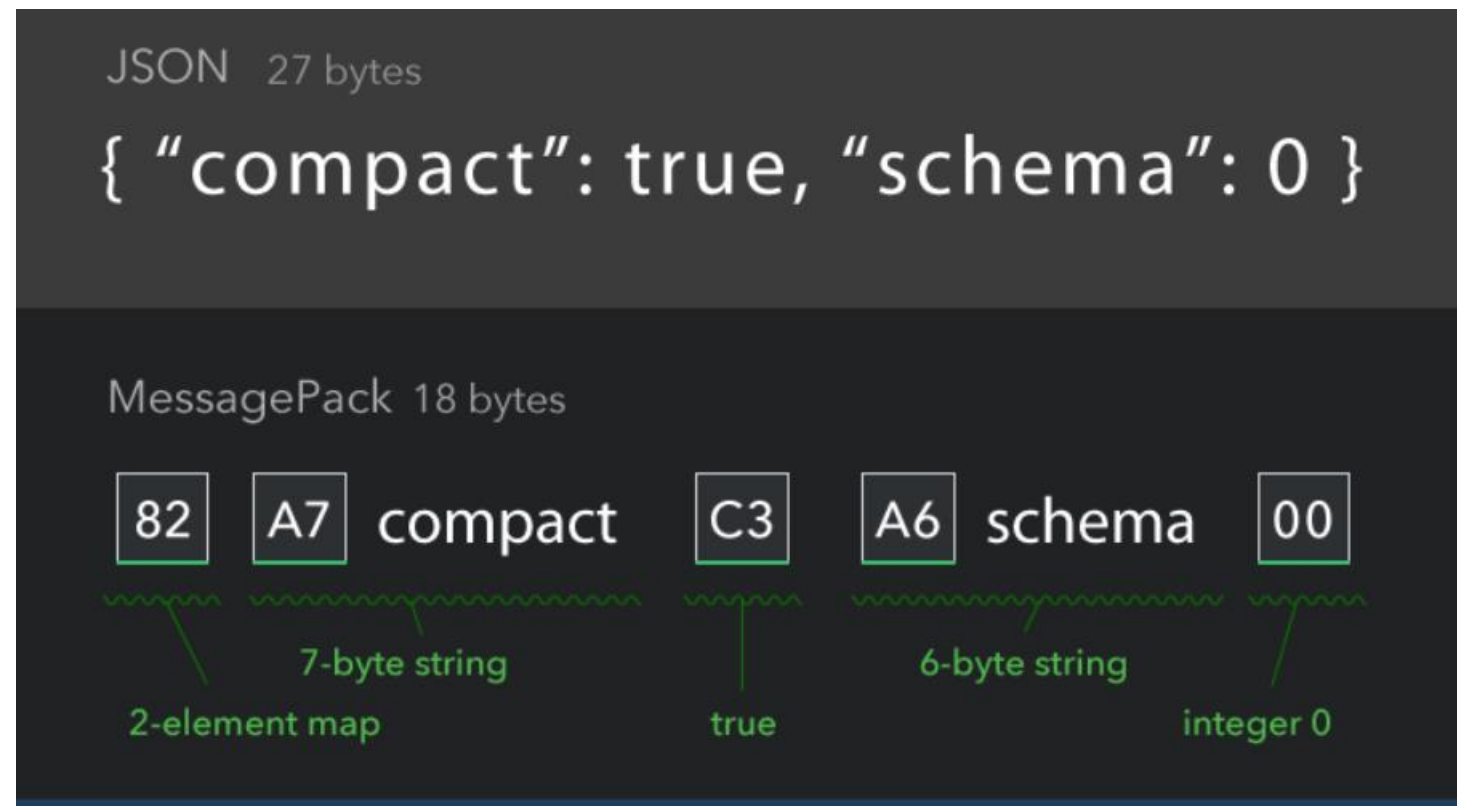 JSON 27 bytes
{ “compact”: true, “schema”: 0 }
MessagePack 18 bytes
82 A7 compact C3 A6 schema 00
7-byte string 6-byte string
2-element map true integer 0